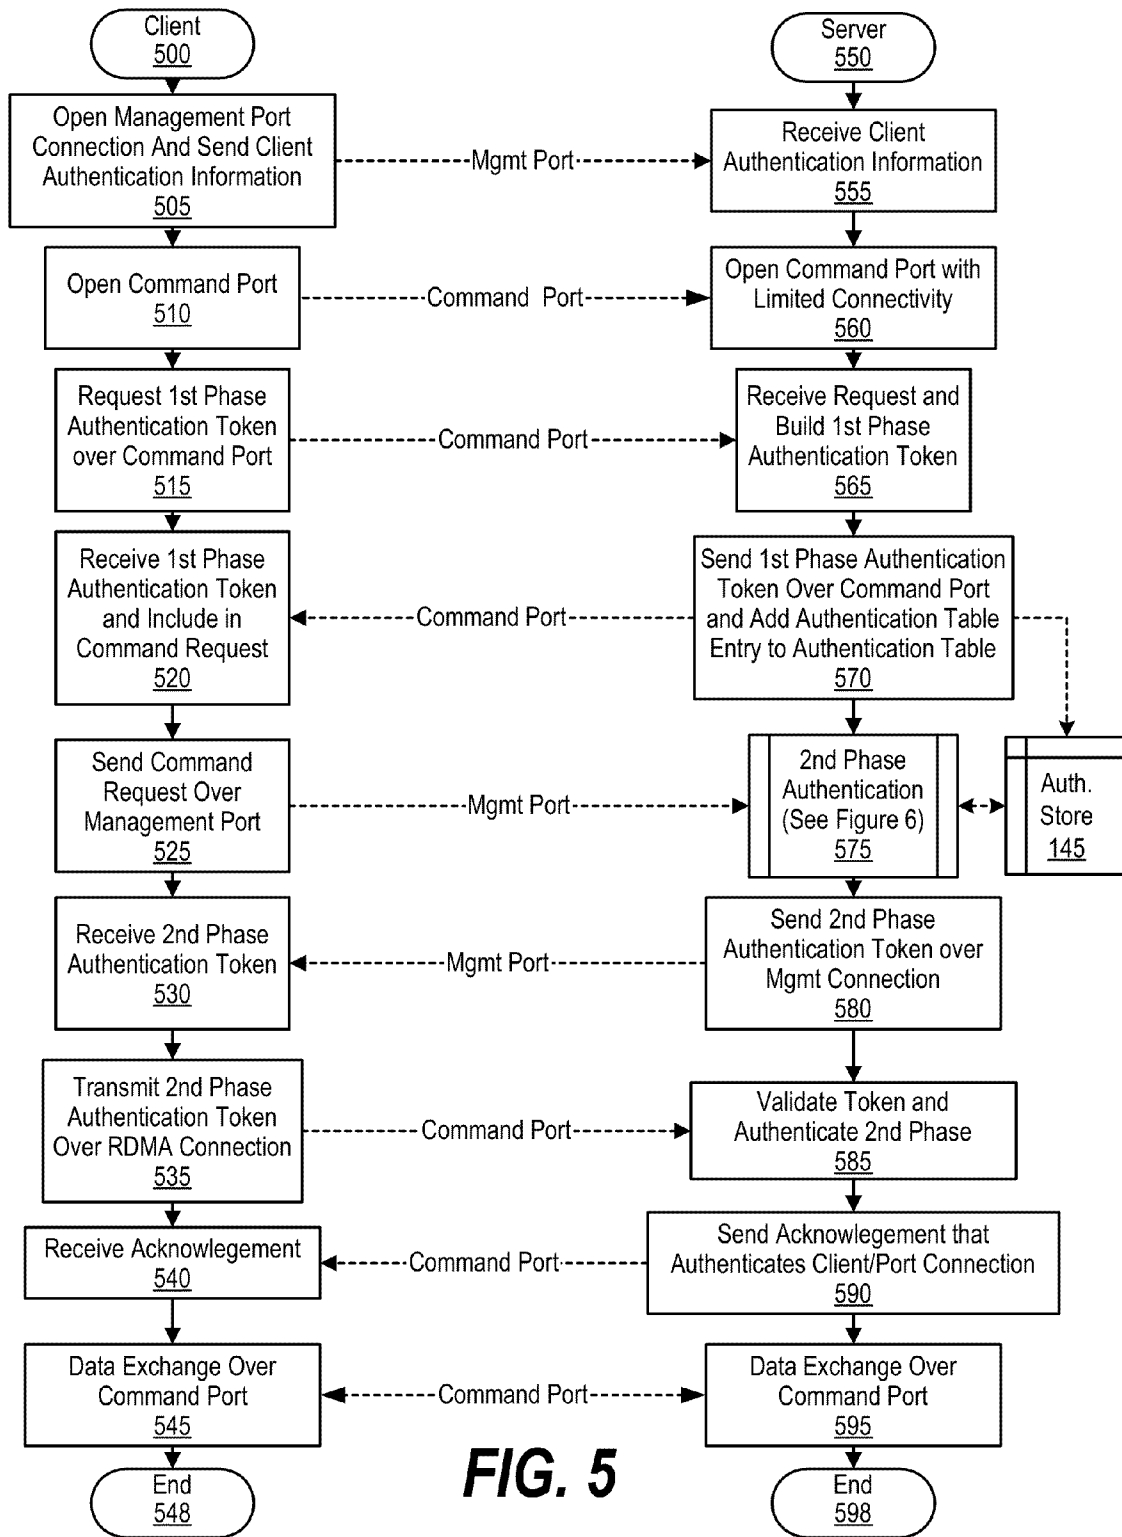 Client
500
Server
550
Open Management Port
Connection And Send Client
Authentication Information
505
Mgmt Port
Receive Client
Authentication Information
555
Open Command Port
510
Command Port
Open Command Port with
Limited Connectivity
560
Request 1st Phase
Authentication Token
over Command Port
515
Command Port
Receive Request and
Build 1st Phase
Authentication Token
565
Receive 1st Phase
Authentication Token
and Include in
Command Request
520
Command Port
Send 1st Phase Authentication
Token Over Command Port
and Add Authentication Table
Entry to Authentication Table
570
Send Command
Request Over
Management Port
525
Mgmt Port
2nd Phase
Authentication
(See Figure 6)
575
Auth.
Store
145
Receive 2nd Phase
Authentication Token
530
Mgmt Port
Send 2nd Phase
Authentication Token over
Mgmt Connection
580
Transmit 2nd Phase
Authentication Token
Over RDMA Connection
535
Command Port
Validate Token and
Authenticate 2nd Phase
585
Receive Acknowlegement
540
Command Port
Send Acknowlegement that
Authenticates Client/Port Connection
590
Data Exchange Over
Command Port
545
Command Port
Data Exchange Over
Command Port
595
End
548
FIG. 5
End
598